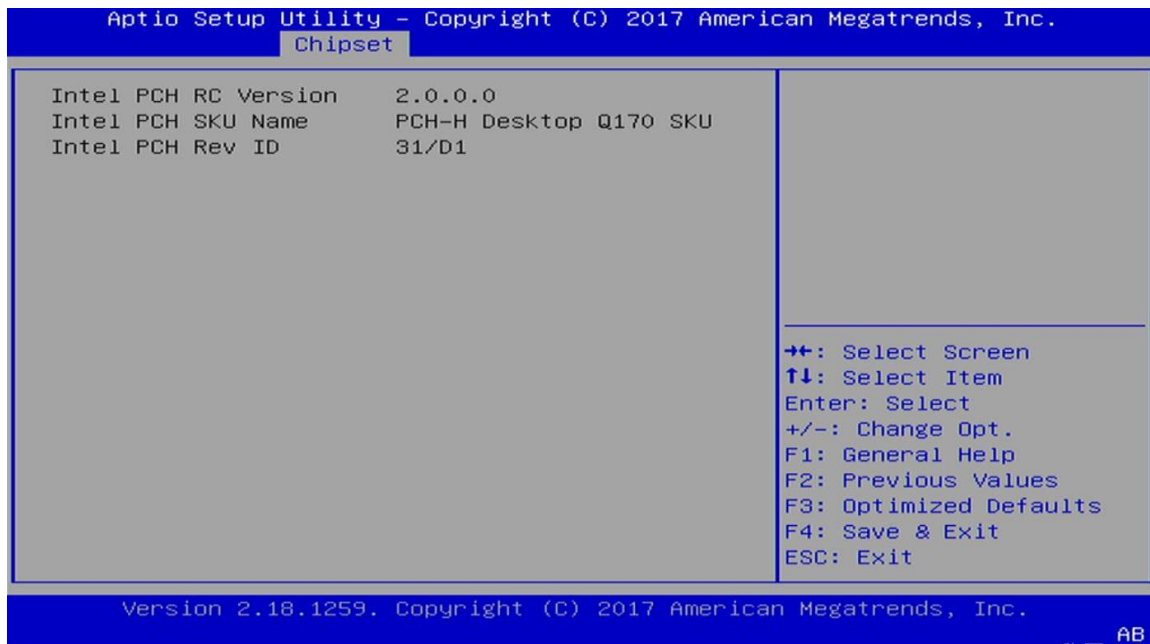 Aptio Setup Utility – Copyright (C) 2017 American Megatrends, Inc.
Chipset
Intel PCH RC Version 2.0.0.0
Intel PCH SKU Name PCH-H Desktop Q170 SKU
Intel PCH Rev ID 31/D1
→←: Select Screen
↑↓: Select Item
Enter: Select
+/-: Change Opt.
F1: General Help
F2: Previous Values
F3: Optimized Defaults
F4: Save & Exit
ESC: Exit
Version 2.18.1259. Copyright (C) 2017 American Megatrends, Inc.
AB